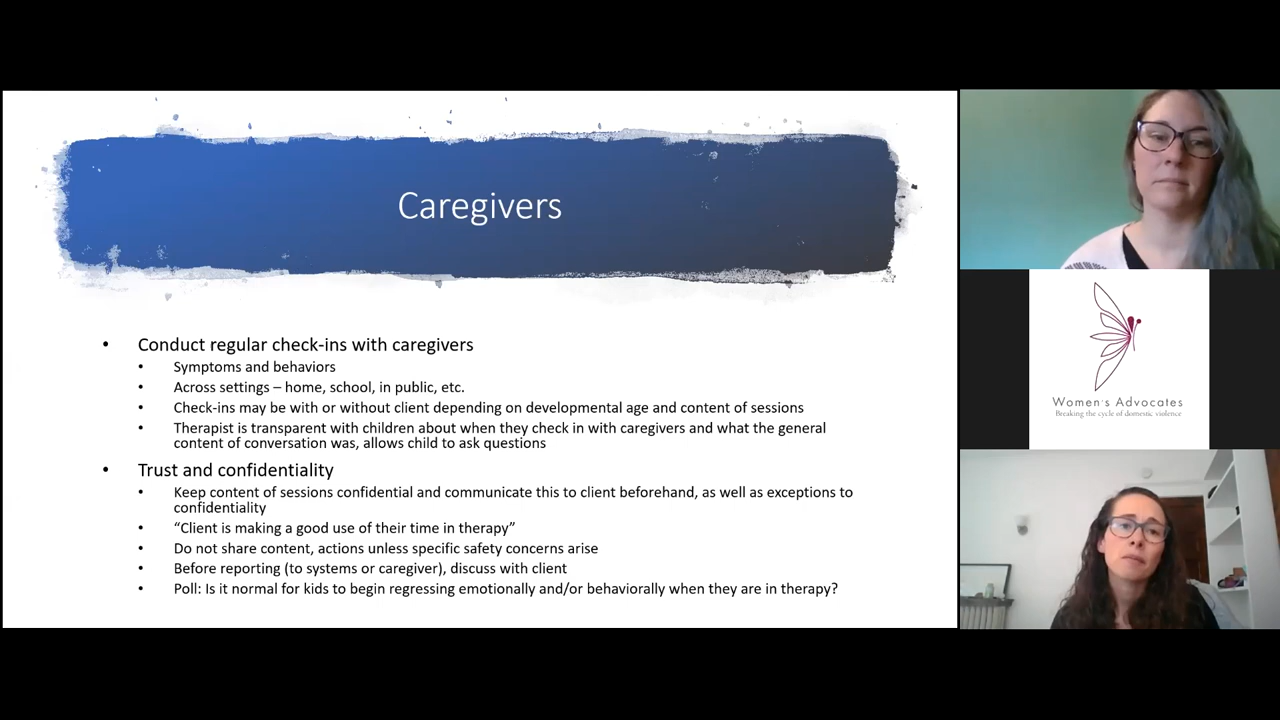 Caregivers
• Conduct regular check-ins with caregivers
• Symptoms and behaviors
• Across settings – home, school, in public, etc.
• Check-ins may be with or without client depending on developmental age and content of sessions
• Therapist is transparent with children about when they check in with caregivers and what the general
content of conversation was, allows child to ask questions
• Trust and confidentiality
• Keep content of sessions confidential and communicate this to client beforehand, as well as exceptions to
confidentiality
• “Client is making a good use of their time in therapy”
• Do not share content, actions unless specific safety concerns arise
• Before reporting (to systems or caregiver), discuss with client
• Poll: Is it normal for kids to begin regressing emotionally and/or behaviorally when they are in therapy?
Women's Advocates
Breaking the cycle of domestic violence